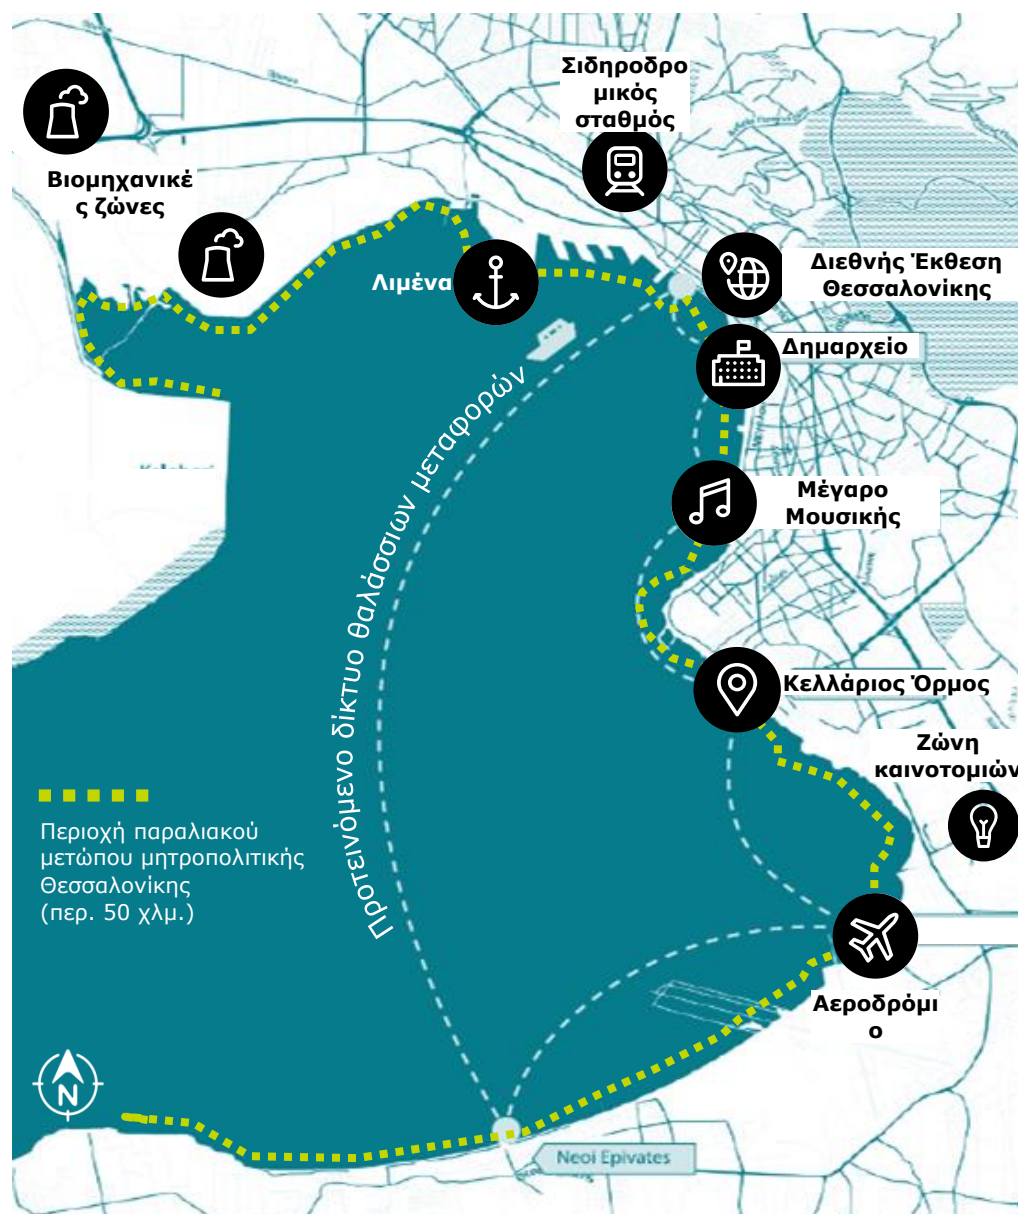 Σιδηροδρο
μικός
σταθμός
Βιομηχανικέ
ς ζώνες
Λιμένα
Διεθνής Έκθεση
Θεσσαλονίκης
Δημαρχείο
Μέγαρο
Μουσικής
Προτεινόμενο δίκτυο θαλάσσιων μεταφορών
Κελλάριος Όρμος
Ζώνη
καινοτομιών
Περιοχή παραλιακού
μετώπου μητροπολιτικής
Θεσσαλονίκης
(περ. 50 χλμ.)
Αεροδρόμι
ο
N
Neoi Epivates